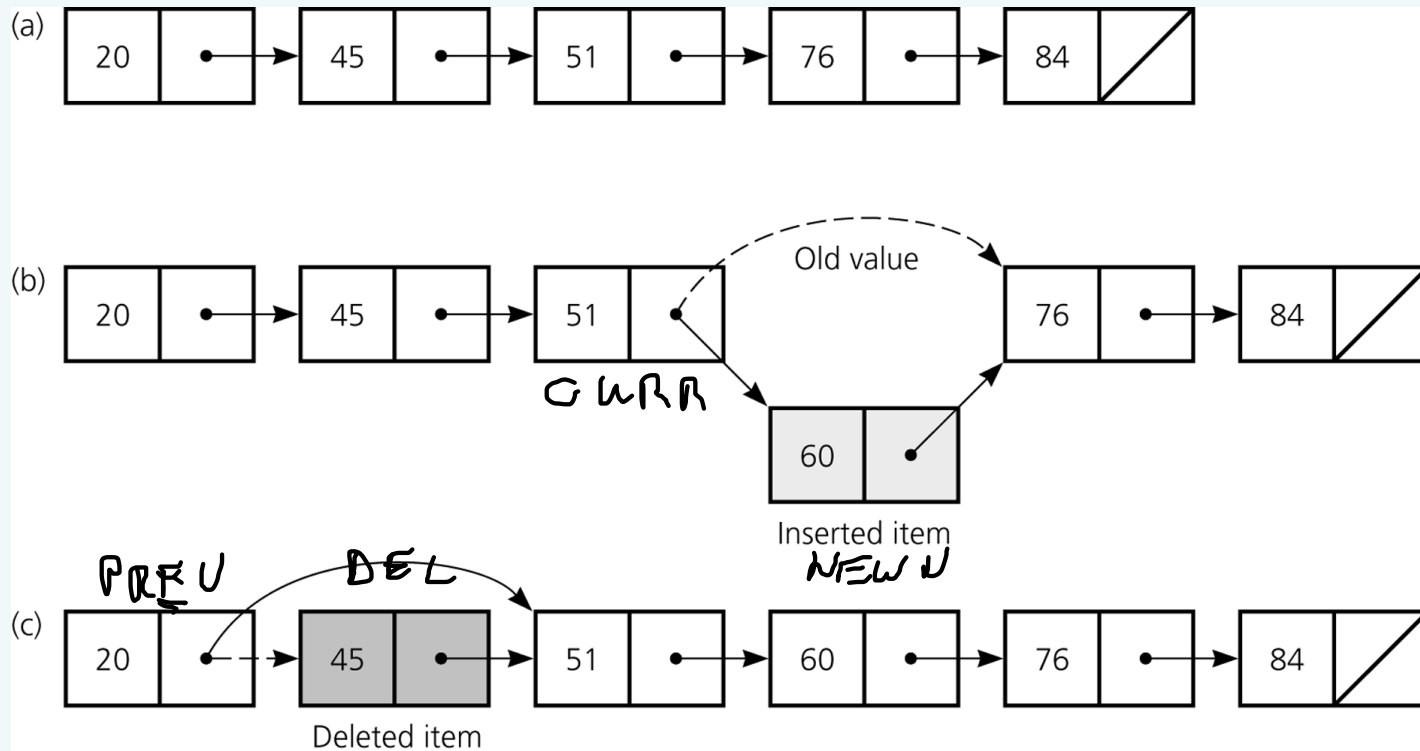 (a) 20 45 51 76 84
Old value
(b) 20 45 51 76 84
CURR
60
Inserted item
PREV DEL NEWN
(c) 20 45 51 60 76 84
Deleted item